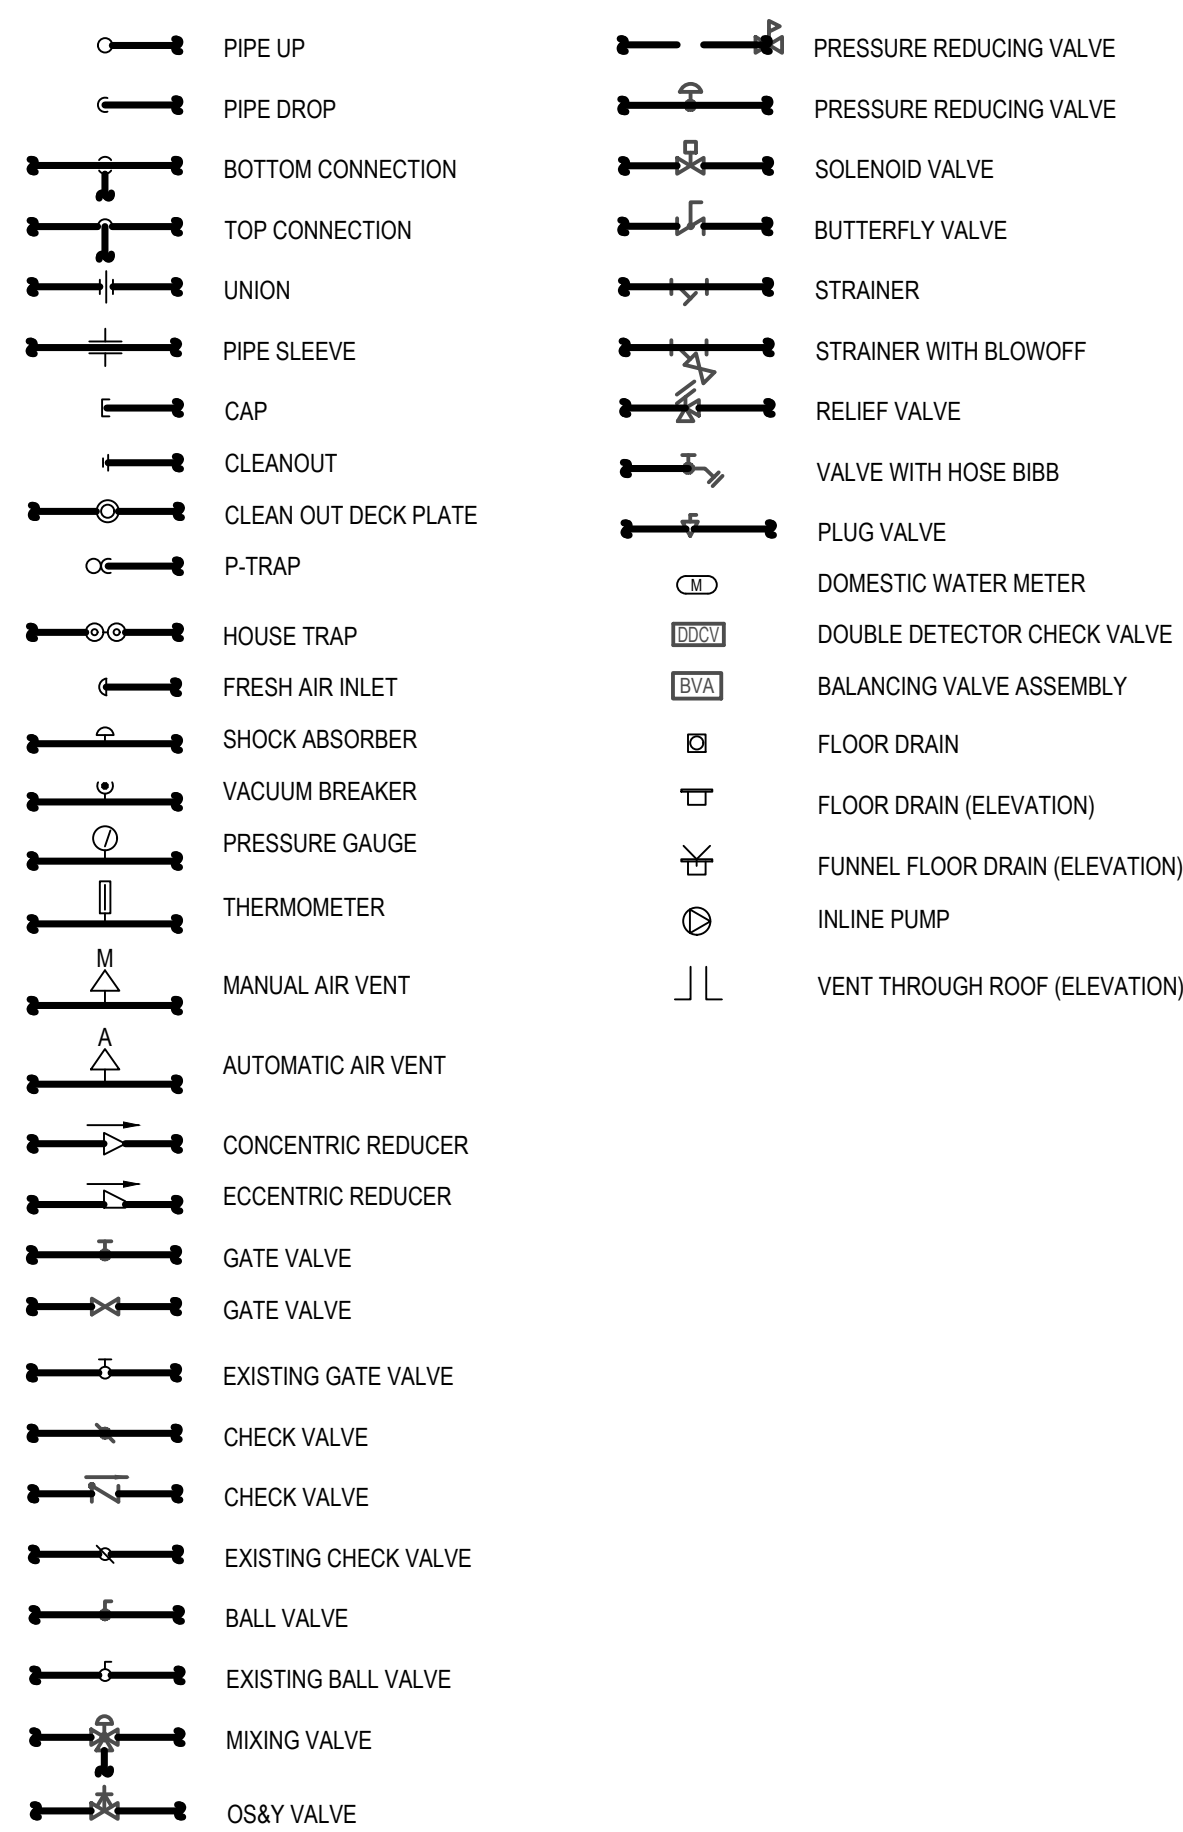 PIPE UP
PIPE DROP
BOTTOM CONNECTION
TOP CONNECTION
UNION
PIPE SLEEVE
CAP
CLEANOUT
CLEAN OUT DECK PLATE
P-TRAP
HOUSE TRAP
FRESH AIR INLET
SHOCK ABSORBER
VACUUM BREAKER
PRESSURE GAUGE
THERMOMETER
M
MANUAL AIR VENT
A
AUTOMATIC AIR VENT
CONCENTRIC REDUCER
ECCENTRIC REDUCER
GATE VALVE
GATE VALVE
EXISTING GATE VALVE
CHECK VALVE
CHECK VALVE
EXISTING CHECK VALVE
BALL VALVE
EXISTING BALL VALVE
MIXING VALVE
OS&Y VALVE
PRESSURE REDUCING VALVE
PRESSURE REDUCING VALVE
SOLENOID VALVE
BUTTERFLY VALVE
STRAINER
STRAINER WITH BLOWOFF
RELIEF VALVE
VALVE WITH HOSE BIBB
PLUG VALVE
M DOMESTIC WATER METER
DDCV DOUBLE DETECTOR CHECK VALVE
BVA BALANCING VALVE ASSEMBLY
FLOOR DRAIN
FLOOR DRAIN (ELEVATION)
FUNNEL FLOOR DRAIN (ELEVATION)
INLINE PUMP
VENT THROUGH ROOF (ELEVATION)